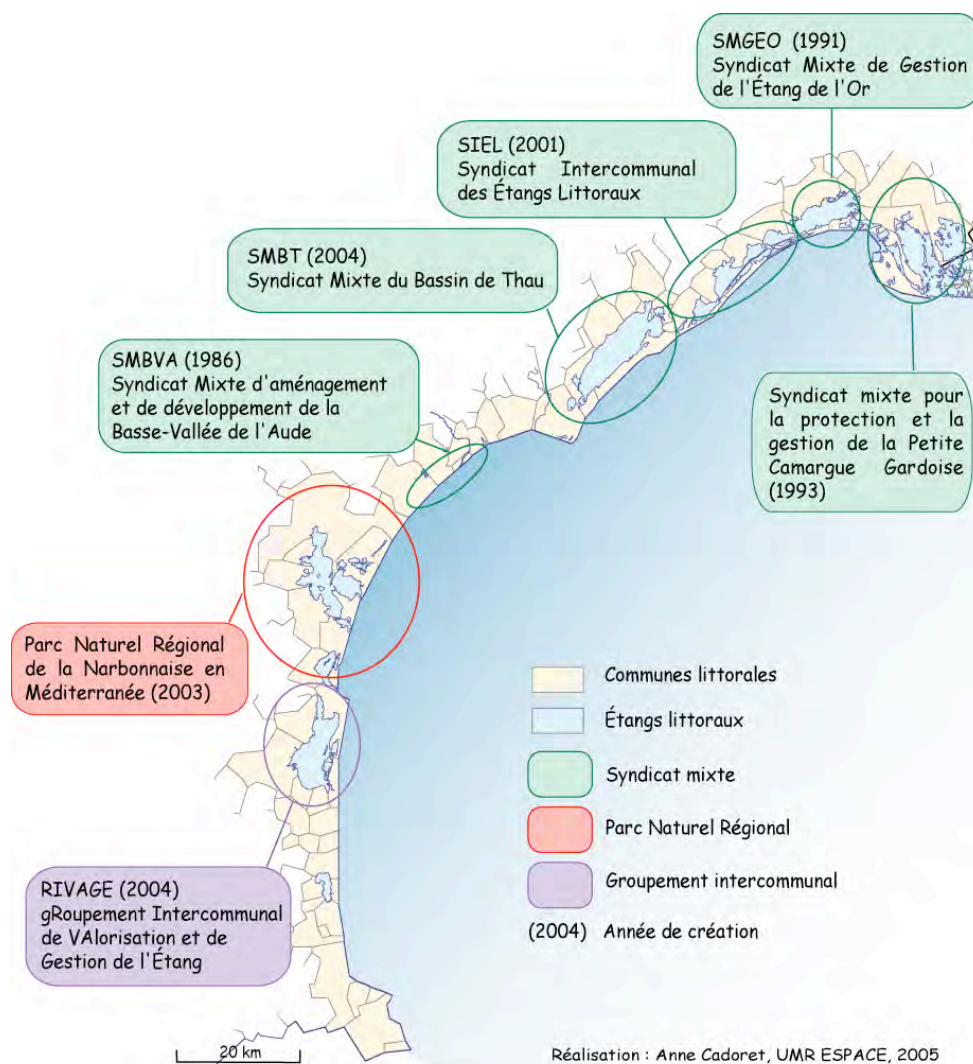 SMGEO (1991)
Syndicat Mixte de Gestion
de l'Étang de l'Or
SIEL (2001)
Syndicat Intercommunal
des Étangs Littoraux
SMBT (2004)
Syndicat Mixte du Bassin de Thau
SMBVA (1986)
Syndicat Mixte d'aménagement
et de développement de la
Basse-Vallée de l'Aude
Syndicat mixte pour
la protection et la
gestion de la Petite
Camargue Gardoise
(1993)
Parc Naturel Régional
de la Narbonnaise en
Méditerranée (2003)
RIVAGE (2004)
gRoupement Intercommunal
de VAlorisation et de
Gestion de l'Étang
Communes littorales
Étangs littoraux
Syndicat mixte
Parc Naturel Régional
Groupement intercommunal
(2004) Année de création
20 km
Réalisation : Anne Cadoret, UMR ESPACE, 2005